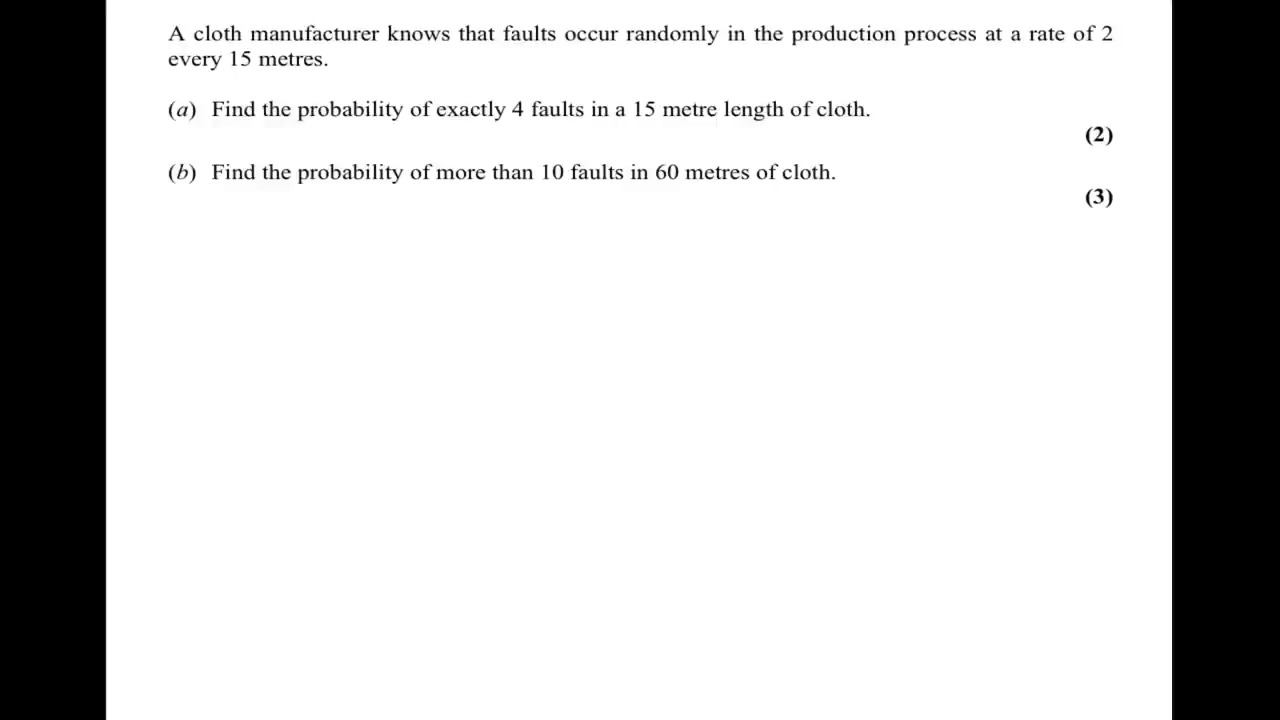 A cloth manufacturer knows that faults occur randomly in the production process at a rate of 2
every 15 metres.
(a) Find the probability of exactly 4 faults in a 15 metre length of cloth.
(2)
(b) Find the probability of more than 10 faults in 60 metres of cloth.
(3)